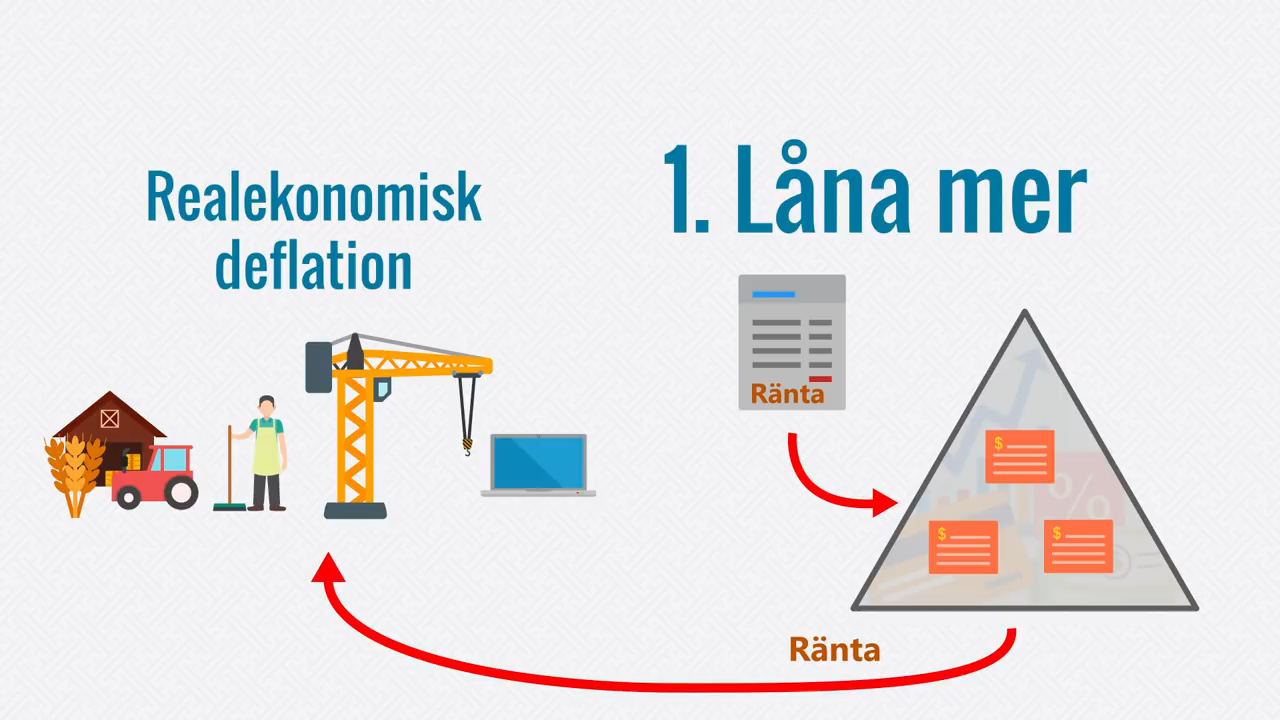 Realekonomisk
deflation
1. Låna mer
Ränta
$
$
$
%
Ränta